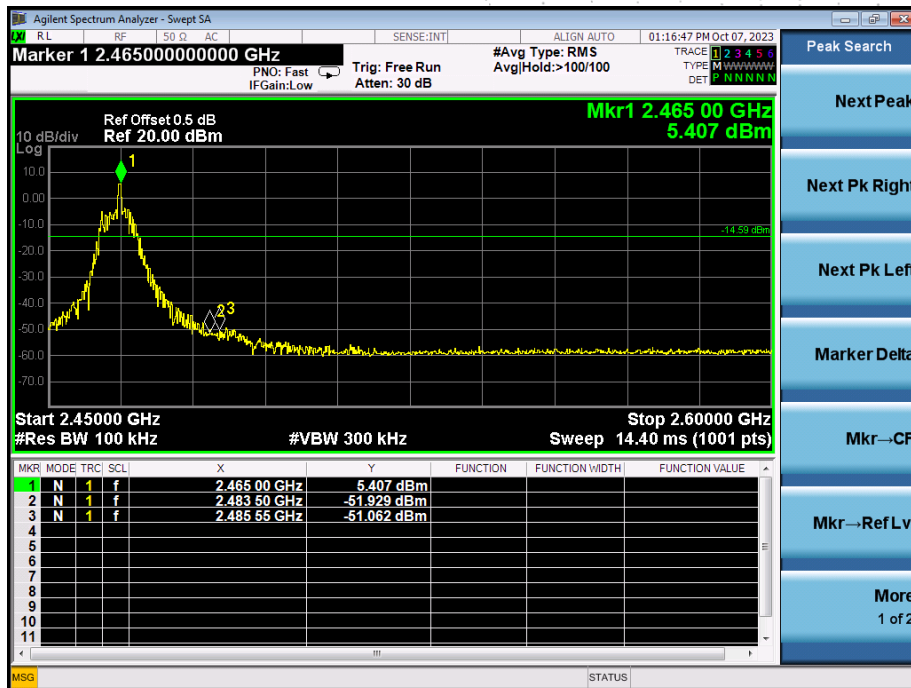 Agilent Spectrum Analyzer - Swept SA
LXI RL RF 50 Ω AC SENSE:INT ALIGN AUTO 01:16:47 PM Oct 07, 2023
Marker 1 2.465000000000 GHz
PNO: Fast
IFGain:Low
Trig: Free Run
Atten: 30 dB
#Avg Type: RMS
Avg|Hold:>100/100
TRACE 1 2 3 4 5 6
TYPE M W W W W W
DET P N N N N N
Peak Search
Next Peak
Next Pk Right
Next Pk Left
Marker Delta
Mkr→CF
Mkr→Ref Lv
More
1 of 2
Mkr1 2.465 00 GHz
5.407 dBm
Ref Offset 0.5 dB
10 dB/div Ref 20.00 dBm
Log
1
10.0
0.00
-10.0
-14.59 dBm
-20.0
-30.0
-40.0
2 3
-50.0
-60.0
-70.0
Start 2.45000 GHz Stop 2.60000 GHz
#Res BW 100 kHz #VBW 300 kHz Sweep 14.40 ms (1001 pts)
MKR MODE TRC SCL X Y FUNCTION FUNCTION WIDTH FUNCTION VALUE
1 N 1 f 2.465 00 GHz 5.407 dBm
2 N 1 f 2.483 50 GHz -51.929 dBm
3 N 1 f 2.485 55 GHz -51.062 dBm
4
5
6
7
8
9
10
11
MSG STATUS